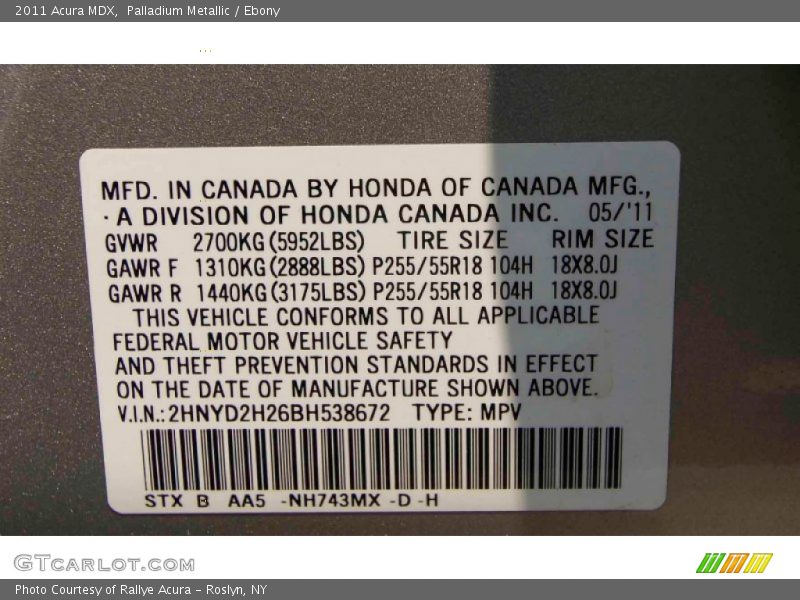 2011 Acura MDX, Palladium Metallic / Ebony
MFD. IN CANADA BY HONDA OF CANADA MFG.,
· A DIVISION OF HONDA CANADA INC. 05/'11
GVWR 2700KG(5952LBS) TIRE SIZE RIM SIZE
GAWR F 1310KG(2888LBS) P255/55R18 104H 18X8.0J
GAWR R 1440KG(3175LBS) P255/55R18 104H 18X8.0J
THIS VEHICLE CONFORMS TO ALL APPLICABLE
FEDERAL MOTOR VEHICLE SAFETY
AND THEFT PREVENTION STANDARDS IN EFFECT
ON THE DATE OF MANUFACTURE SHOWN ABOVE.
V.I.N.: 2HNYD2H26BH538672 TYPE: MPV
STX B AA5 -NH743MX -D -H
GTCARLOT.COM
Photo Courtesy of Rallye Acura - Roslyn, NY